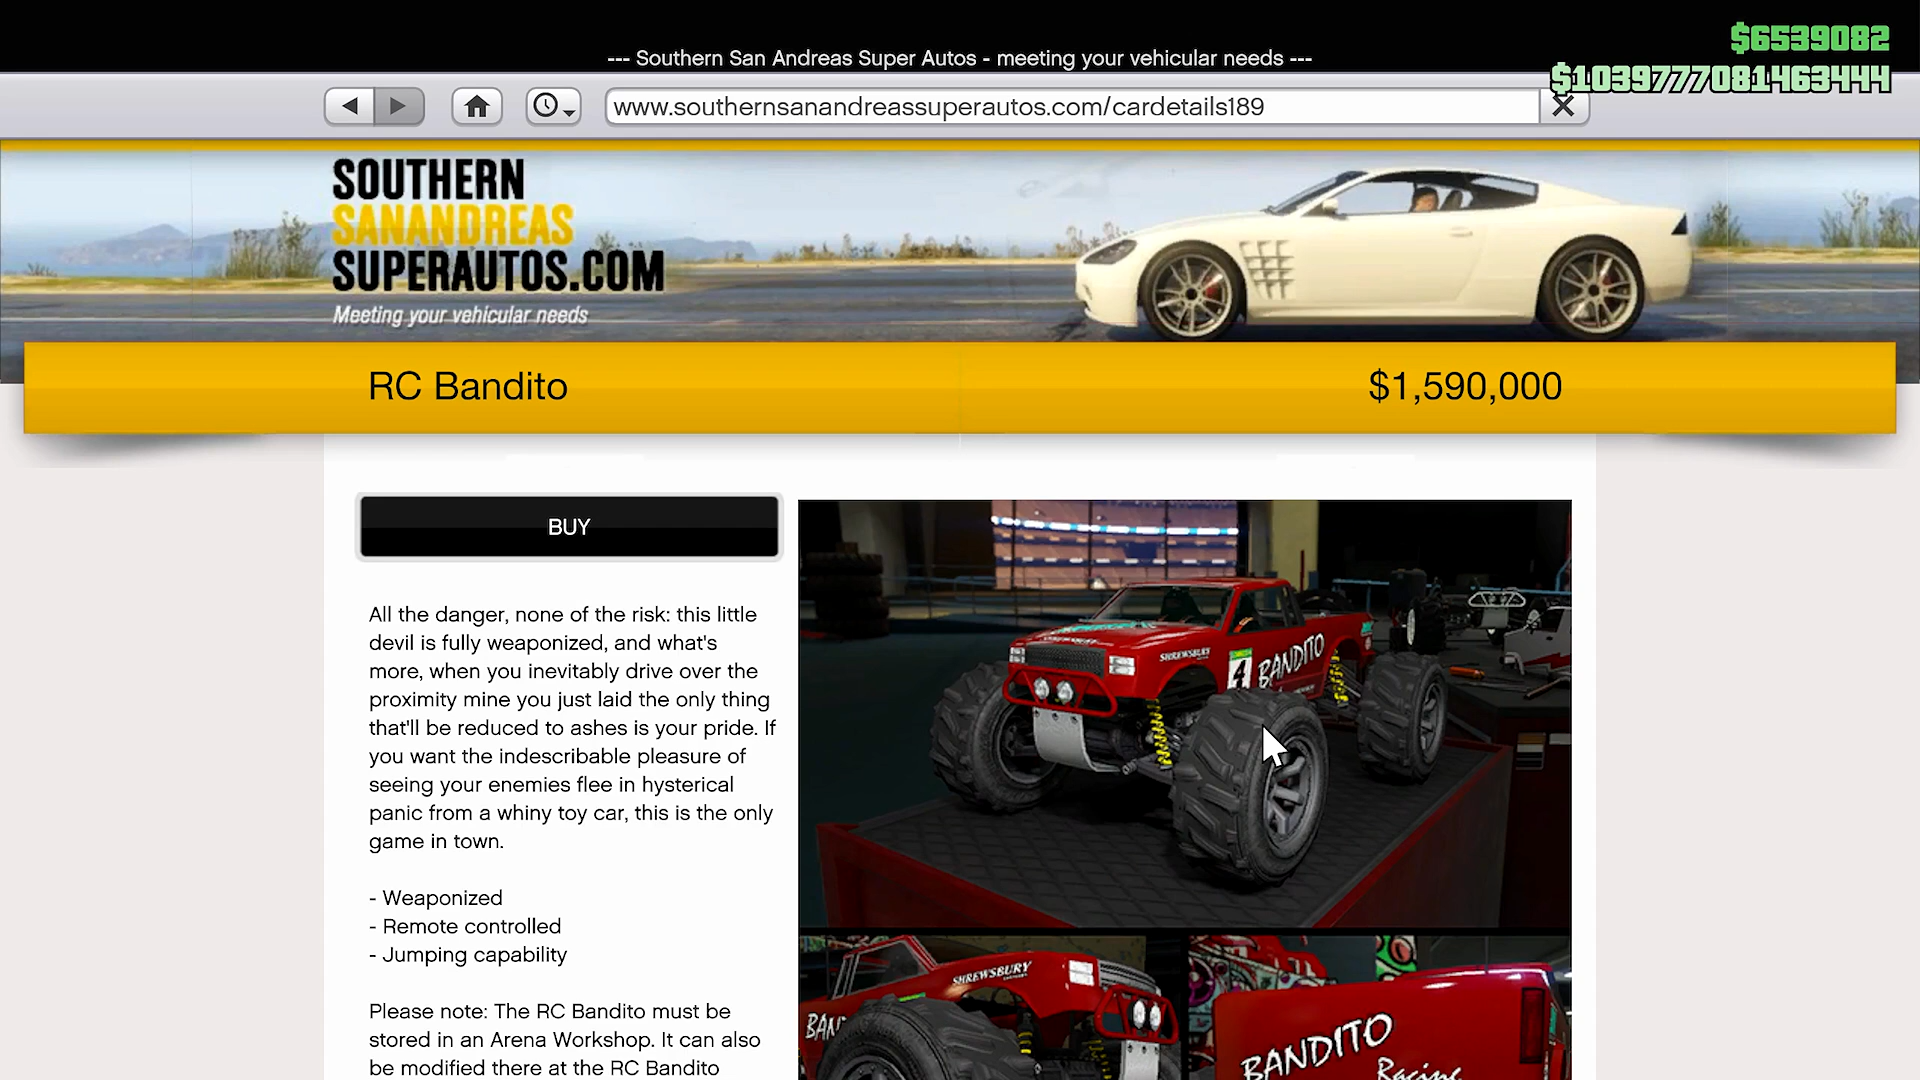 $6539082
--- Southern San Andreas Super Autos - meeting your vehicular needs ---
$1039777081463444
www.southernsanandreassuperautos.com/cardetails189
SOUTHERN
SANANDREAS
SUPERAUTOS.COM
Meeting your vehicular needs
RC Bandito
$1,590,000
BUY
All the danger, none of the risk: this little
devil is fully weaponized, and what's
more, when you inevitably drive over the
proximity mine you just laid the only thing
that'll be reduced to ashes is your pride. If
you want the indescribable pleasure of
seeing your enemies flee in hysterical
panic from a whiny toy car, this is the only
game in town.
- Weaponized
- Remote controlled
- Jumping capability
Please note: The RC Bandito must be
stored in an Arena Workshop. It can also
be modified there at the RC Bandito
SHREWSBURY
4
BANDITO
SHREWSBURY
BAN
BANDITO
Racing